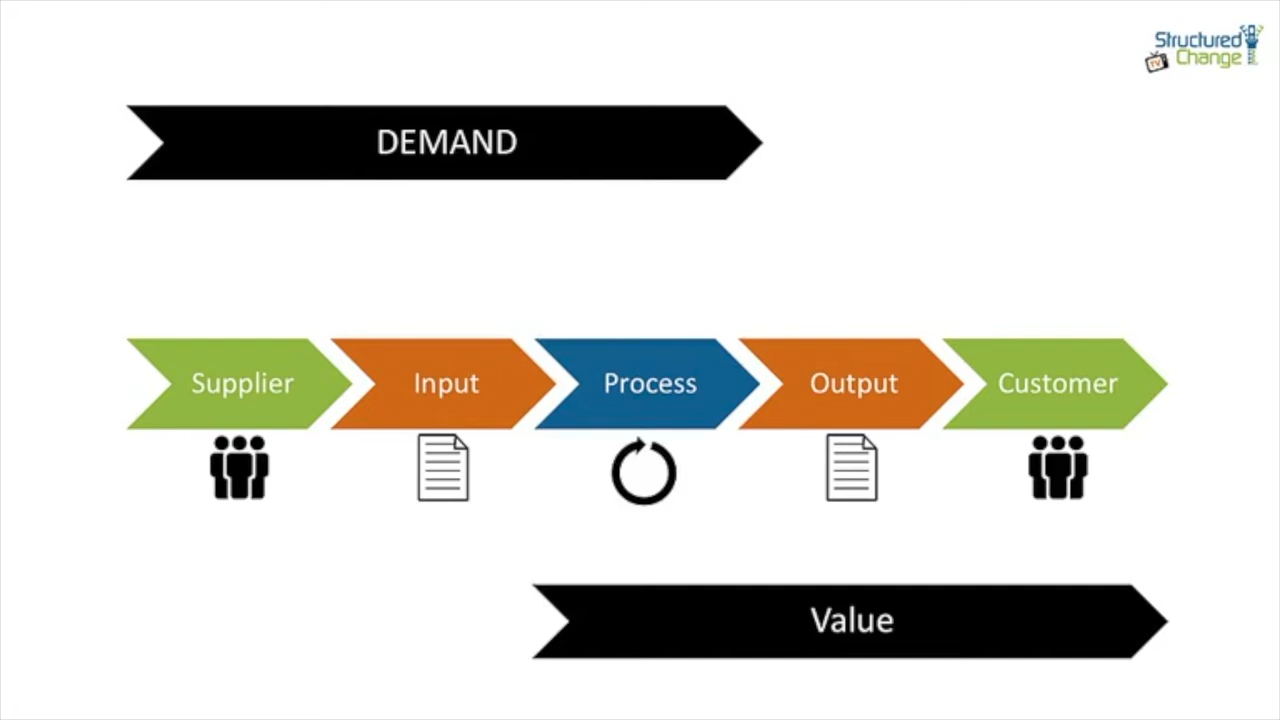 Structured
Change
TV
DEMAND
Supplier
Input
Process
Output
Customer
Value